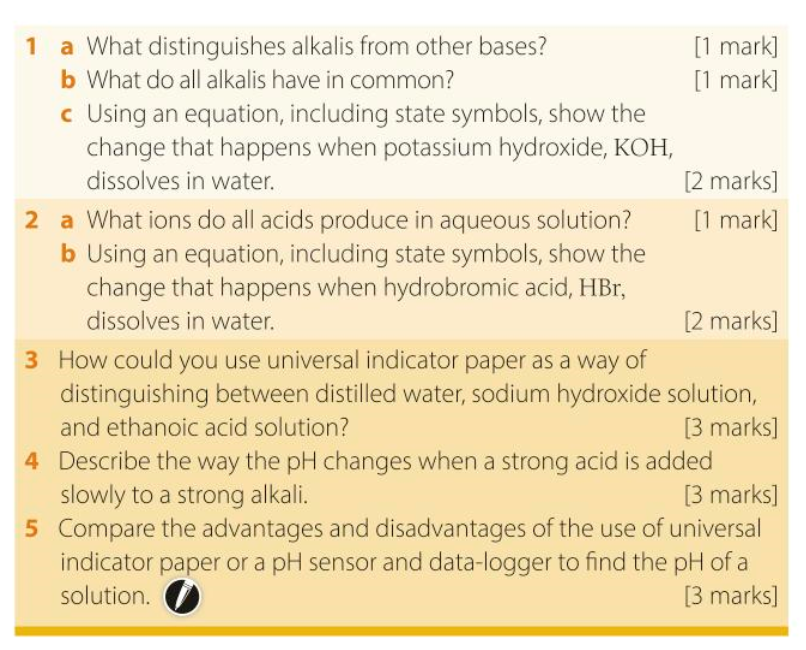 1 a What distinguishes alkalis from other bases? [1 mark]
b What do all alkalis have in common? [1 mark]
c Using an equation, including state symbols, show the
change that happens when potassium hydroxide, KOH,
dissolves in water. [2 marks]
2 a What ions do all acids produce in aqueous solution? [1 mark]
b Using an equation, including state symbols, show the
change that happens when hydrobromic acid, HBr,
dissolves in water. [2 marks]
3 How could you use universal indicator paper as a way of
distinguishing between distilled water, sodium hydroxide solution,
and ethanoic acid solution? [3 marks]
4 Describe the way the pH changes when a strong acid is added
slowly to a strong alkali. [3 marks]
5 Compare the advantages and disadvantages of the use of universal
indicator paper or a pH sensor and data-logger to find the pH of a
solution. [3 marks]